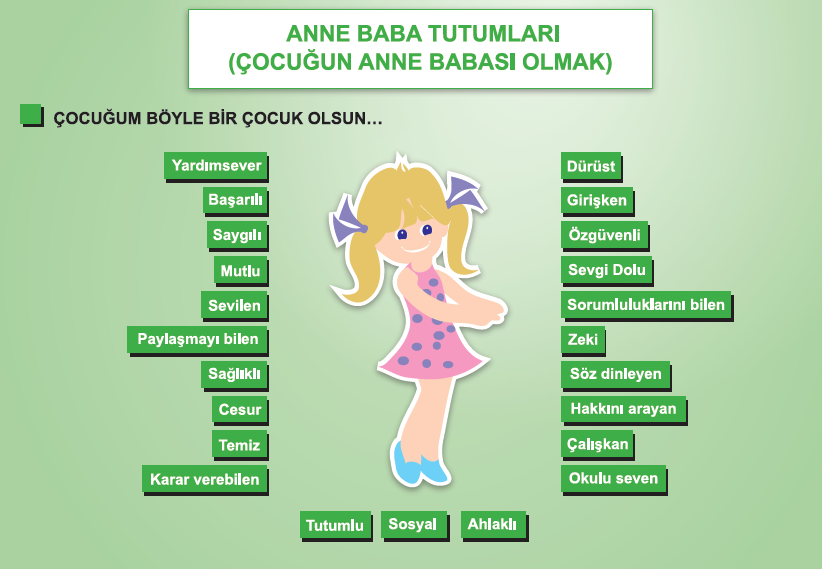 ANNE BABA TUTUMLARI
(ÇOCUĞUN ANNE BABASI OLMAK)
ÇOCUĞUM BÖYLE BİR ÇOCUK OLSUN...
Yardımsever
Başarılı
Saygılı
Mutlu
Sevilen
Paylaşmayı bilen
Sağlıklı
Cesur
Temiz
Karar verebilen
Dürüst
Girişken
Özgüvenli
Sevgi Dolu
Sorumluluklarını bilen
Zeki
Söz dinleyen
Hakkını arayan
Çalışkan
Okulu seven
Tutumlu
Sosyal
Ahlaklı